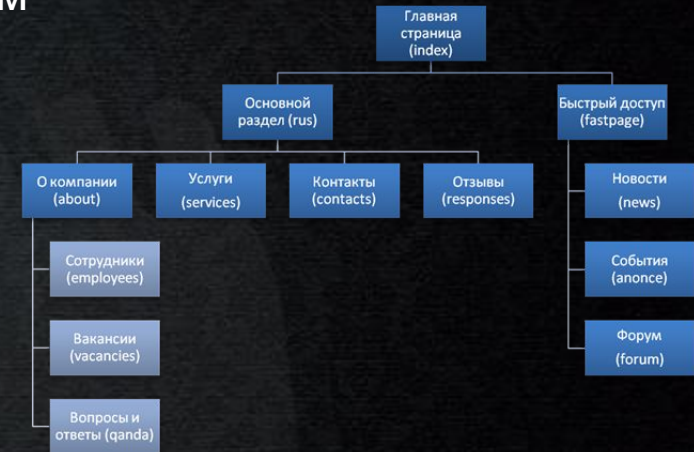 Главная
страница
(index)
Основной
раздел (rus)
Быстрый доступ
(fastpage)
О компании
(about)
Услуги
(services)
Контакты
(contacts)
Отзывы
(responses)
Новости
(news)
Сотрудники
(employees)
События
(anonce)
Вакансии
(vacancies)
Форум
(forum)
Вопросы и
ответы (qanda)